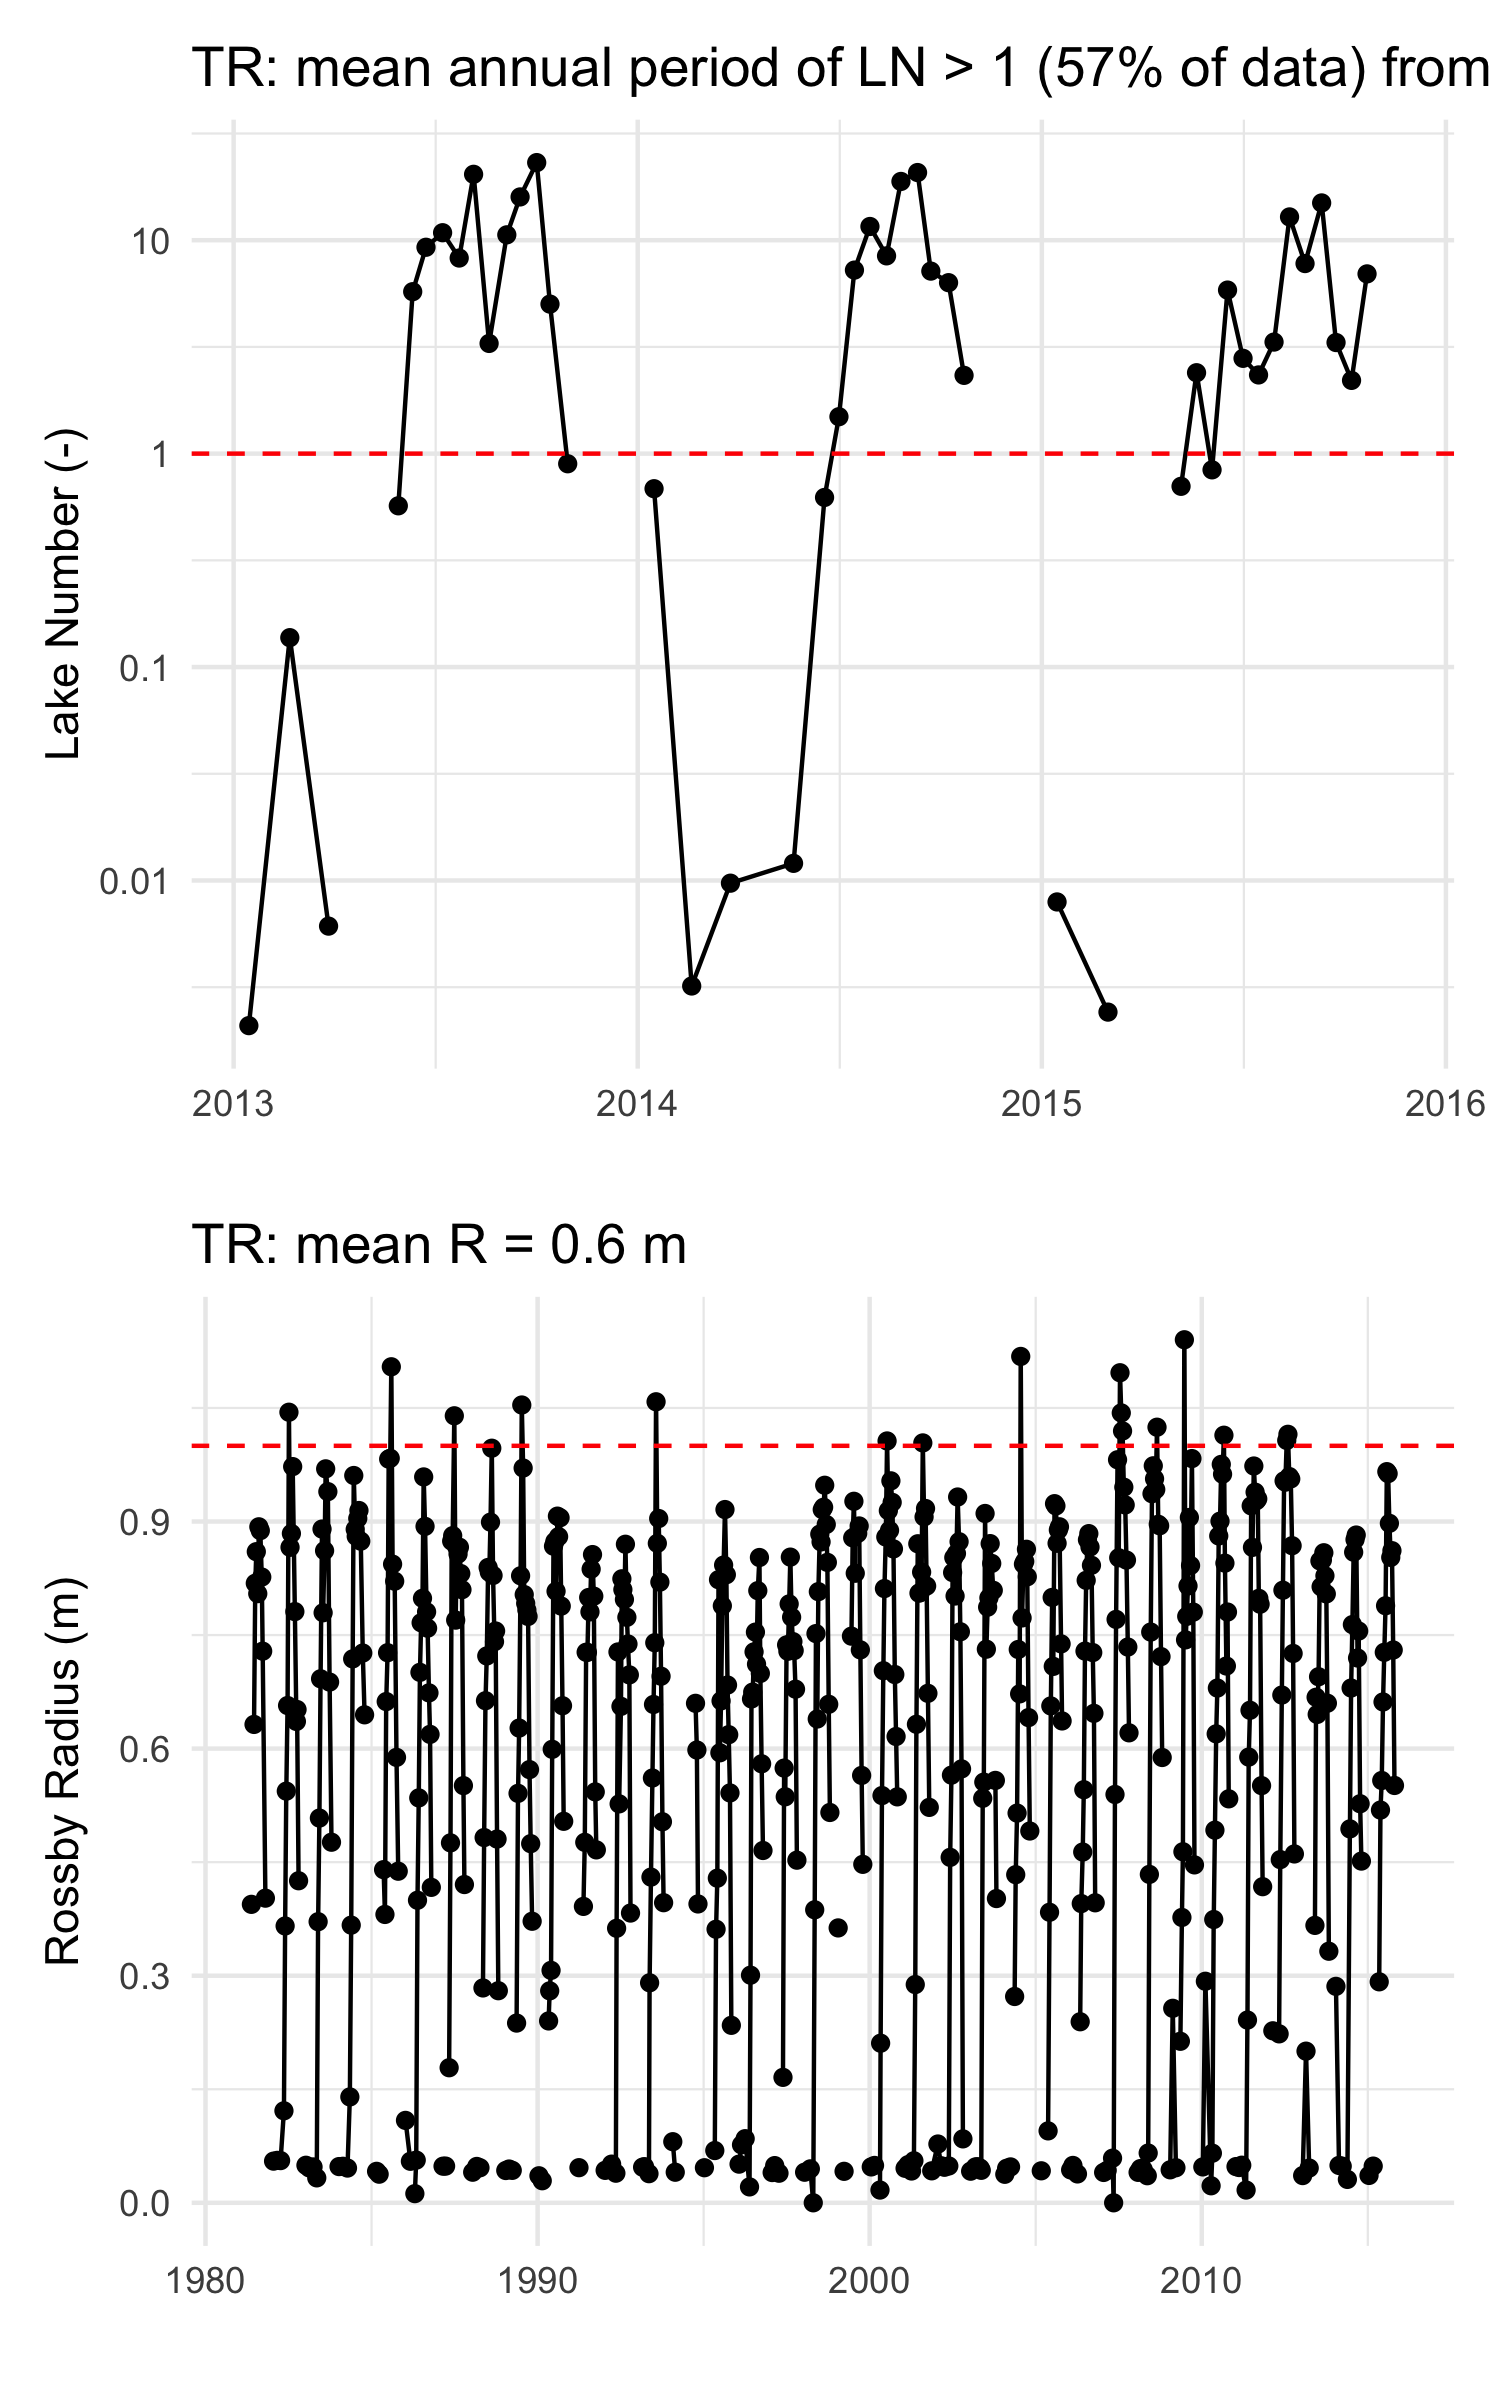 TR: mean annual period of LN > 1 (57% of data) from
Lake Number (-)
10
1
0.1
0.01
2013 2014 2015 2016
TR: mean R = 0.6 m
Rossby Radius (m)
0.9
0.6
0.3
0.0
1980 1990 2000 2010